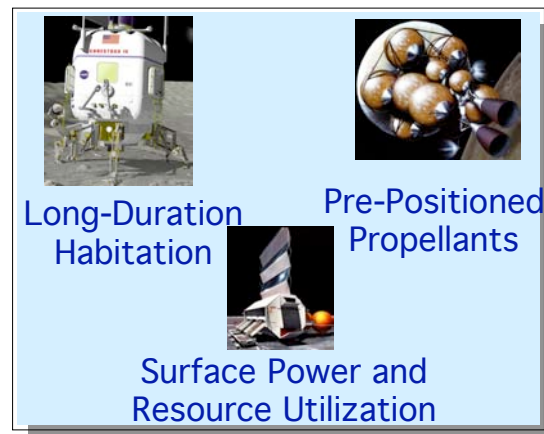 Long-Duration
Habitation
Pre-Positioned
Propellants
Surface Power and
Resource Utilization